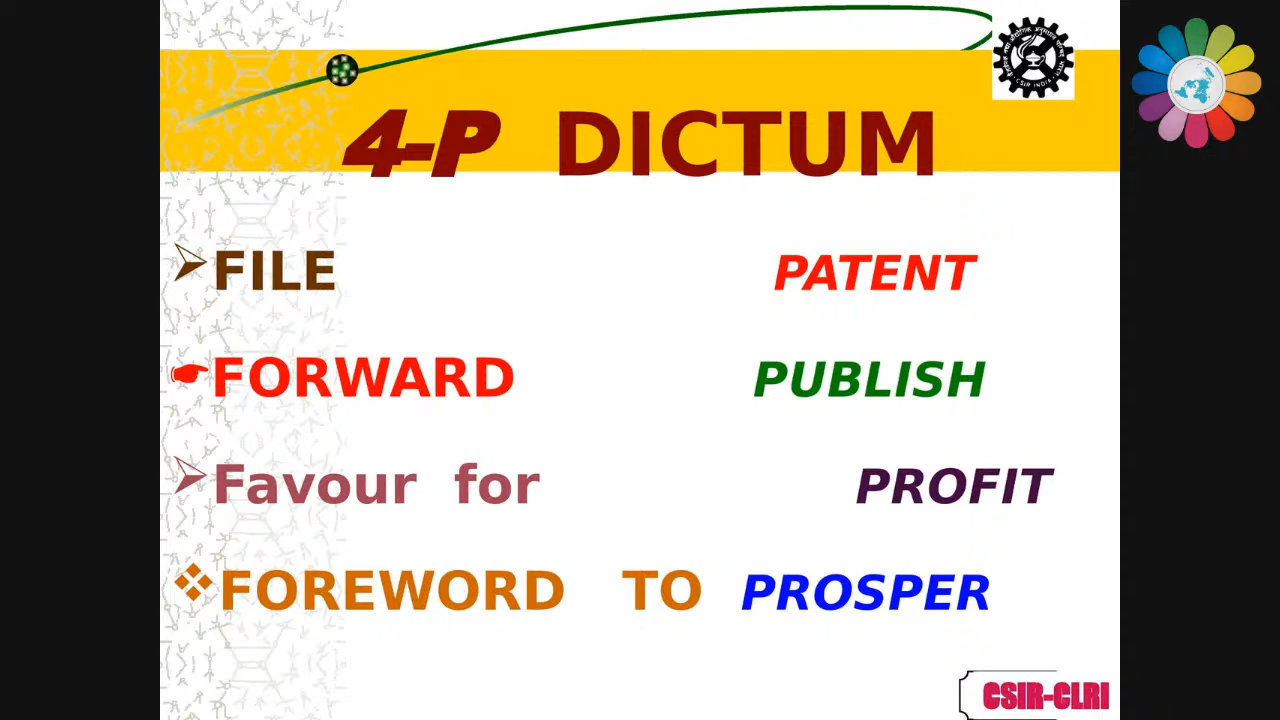 4-P DICTUM
FILE PATENT
FORWARD PUBLISH
Favour for PROFIT
FOREWORD TO PROSPER
CSIR-CLRI